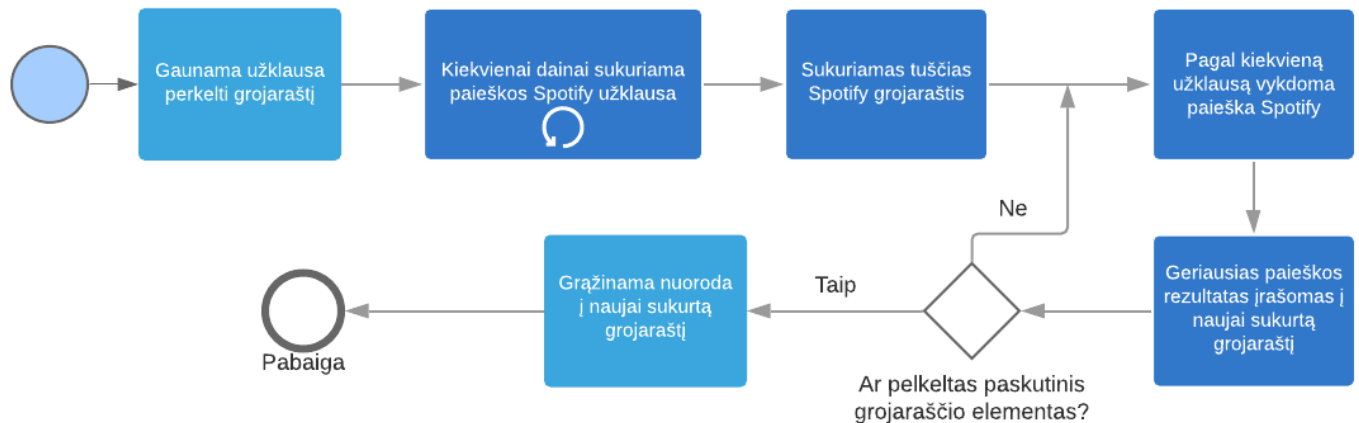 Gaunama užklausa
perkelti grojaraštį
Kiekvienai dainai sukuriama
paieškos Spotify užklausa
Sukuriamas tuščias
Spotify grojaraštis
Pagal kiekvieną
užklausą vykdoma
paieška Spotify
Geriausias paieškos
rezultatas įrašomas į
naujai sukurtą
grojaraštį
Ar pelkeltas paskutinis
grojaraščio elementas?
Ne
Taip
Grąžinama nuoroda
į naujai sukurtą
grojaraštį
Pabaiga